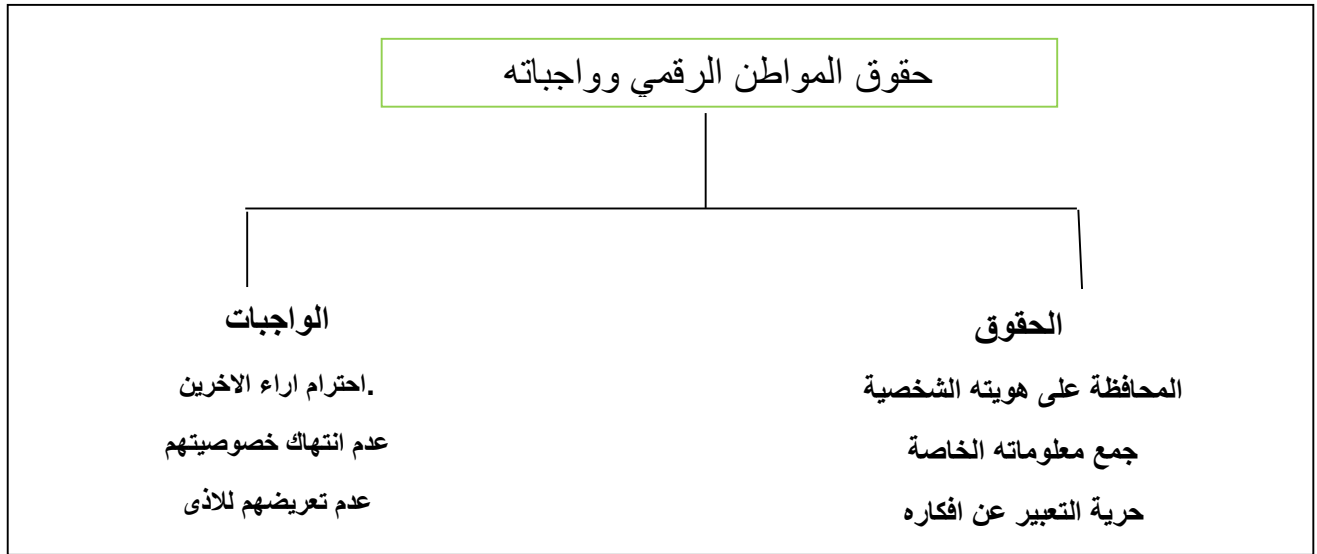 حقوق المواطن الرقمي وواجباته
الحقوق
المحافظة على هويته الشخصية
جمع معلوماته الخاصة
حرية التعبير عن افكاره
الواجبات
.احترام اراء الاخرين
عدم انتهاك خصوصيتهم
عدم تعريضهم للاذى